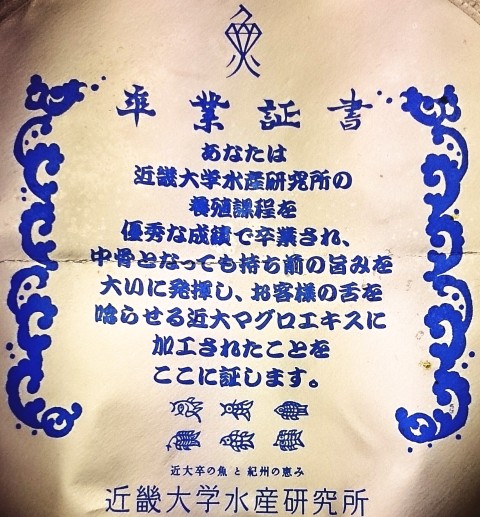 卒業証書
あなたは
近畿大学水産研究所の
養殖課程を
優秀な成績で卒業され、
中骨となっても持ち前の旨みを
大いに発揮し、お客様の舌を
唸らせる近大マグロエキスに
加工されたことを
ここに証します。
近大卒の魚と紀州の恵み
近畿大学水産研究所